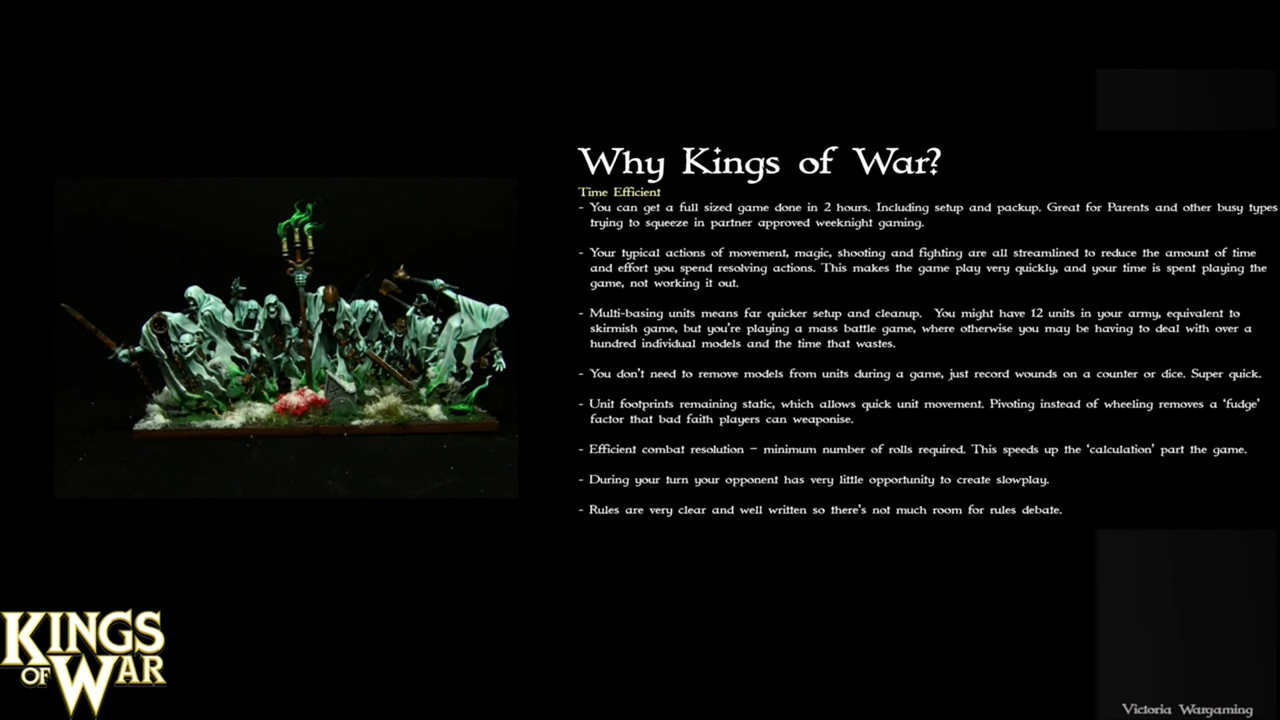 Why Kings of War?
Time Efficient
- You can get a full sized game done in 2 hours. Including setup and packup. Great for Parents and other busy types
trying to squeeze in partner approved weeknight gaming.
- Your typical actions of movement, magic, shooting and fighting are all streamlined to reduce the amount of time
and effort you spend resolving actions. This makes the game play very quickly, and your time is spent playing the
game, not working it out.
- Multi-basing units means far quicker setup and cleanup.  You might have 12 units in your army, equivalent to
skirmish game, but you're playing a mass battle game, where otherwise you may be having to deal with over a
hundred individual models and the time that wastes.
- You don't need to remove models from units during a game, just record wounds on a counter or dice. Super quick.
- Unit footprints remaining static, which allows quick unit movement. Pivoting instead of wheeling removes a 'fudge'
factor that bad faith players can weaponise.
- Efficient combat resolution – minimum number of rolls required. This speeds up the 'calculation' part the game.
- During your turn your opponent has very little opportunity to create slowplay.
- Rules are very clear and well written so there's not much room for rules debate.
KINGS
OF WAR
Victoria Wargaming